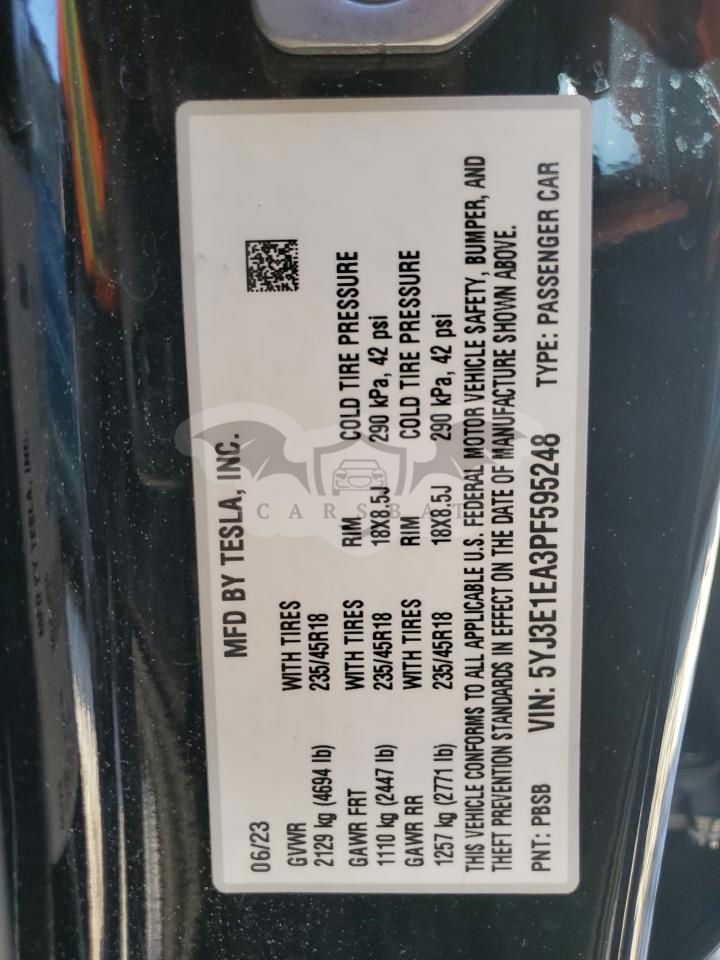 MFD BY TESLA, INC.
06/23
GVWR WITH TIRES
2129 kg (4694 lb) 235/45R18
GAWR FRT WITH TIRES RIM COLD TIRE PRESSURE
1110 kg (2447 lb) 235/45R18 18X8.5J 290 kPa, 42 psi
GAWR RR WITH TIRES RIM COLD TIRE PRESSURE
1257 kg (2771 lb) 235/45R18 18X8.5J 290 kPa, 42 psi
THIS VEHICLE CONFORMS TO ALL APPLICABLE U.S. FEDERAL MOTOR VEHICLE SAFETY, BUMPER, AND
THEFT PREVENTION STANDARDS IN EFFECT ON THE DATE OF MANUFACTURE SHOWN ABOVE.
PNT: PBSB VIN: 5YJ3E1EA3PF595248 TYPE: PASSENGER CAR
CARSBAT